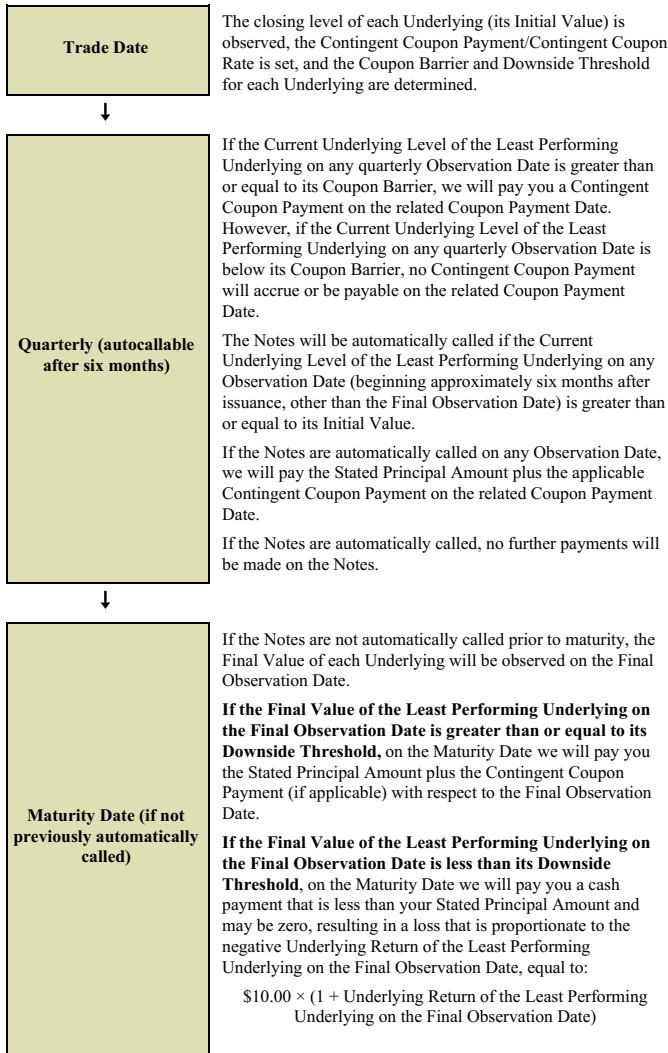 Trade Date
The closing level of each Underlying (its Initial Value) is
observed, the Contingent Coupon Payment/Contingent Coupon
Rate is set, and the Coupon Barrier and Downside Threshold
for each Underlying are determined.
↓
Quarterly (autocallable
after six months)
If the Current Underlying Level of the Least Performing
Underlying on any quarterly Observation Date is greater than
or equal to its Coupon Barrier, we will pay you a Contingent
Coupon Payment on the related Coupon Payment Date.
However, if the Current Underlying Level of the Least
Performing Underlying on any quarterly Observation Date is
below its Coupon Barrier, no Contingent Coupon Payment
will accrue or be payable on the related Coupon Payment
Date.
The Notes will be automatically called if the Current
Underlying Level of the Least Performing Underlying on any
Observation Date (beginning approximately six months after
issuance, other than the Final Observation Date) is greater than
or equal to its Initial Value.
If the Notes are automatically called on any Observation Date,
we will pay the Stated Principal Amount plus the applicable
Contingent Coupon Payment on the related Coupon Payment
Date.
If the Notes are automatically called, no further payments will
be made on the Notes.
↓
Maturity Date (if not
previously automatically
called)
If the Notes are not automatically called prior to maturity, the
Final Value of each Underlying will be observed on the Final
Observation Date.
If the Final Value of the Least Performing Underlying on
the Final Observation Date is greater than or equal to its
Downside Threshold, on the Maturity Date we will pay you
the Stated Principal Amount plus the Contingent Coupon
Payment (if applicable) with respect to the Final Observation
Date.
If the Final Value of the Least Performing Underlying on
the Final Observation Date is less than its Downside
Threshold, on the Maturity Date we will pay you a cash
payment that is less than your Stated Principal Amount and
may be zero, resulting in a loss that is proportionate to the
negative Underlying Return of the Least Performing
Underlying on the Final Observation Date, equal to:
$10.00 × (1 + Underlying Return of the Least Performing
Underlying on the Final Observation Date)